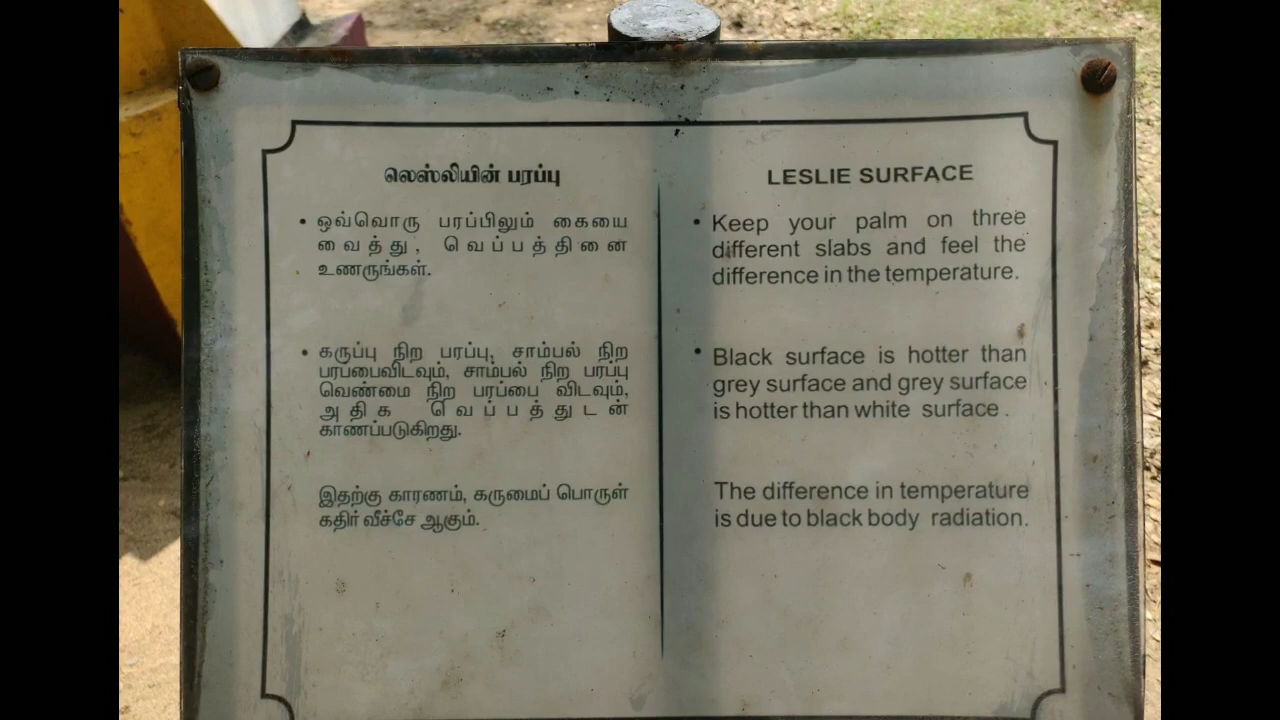 லெஸ்லியின் பரப்பு
• ஒவ்வொரு பரப்பிலும் கையை
வைத்து, வெப்பத்தினை
உணருங்கள்.
• கருப்பு நிற பரப்பு, சாம்பல் நிற
பரப்பைவிடவும், சாம்பல் நிற பரப்பு
வெண்மை நிற பரப்பை விடவும்,
அதிக வெப்பத்துடன்
காணப்படுகிறது.
இதற்கு காரணம், கருமைப் பொருள்
கதிர் வீச்சே ஆகும்.
LESLIE SURFACE
• Keep your palm on three
different slabs and feel the
difference in the temperature.
• Black surface is hotter than
grey surface and grey surface
is hotter than white surface .
The difference in temperature
is due to black body radiation.